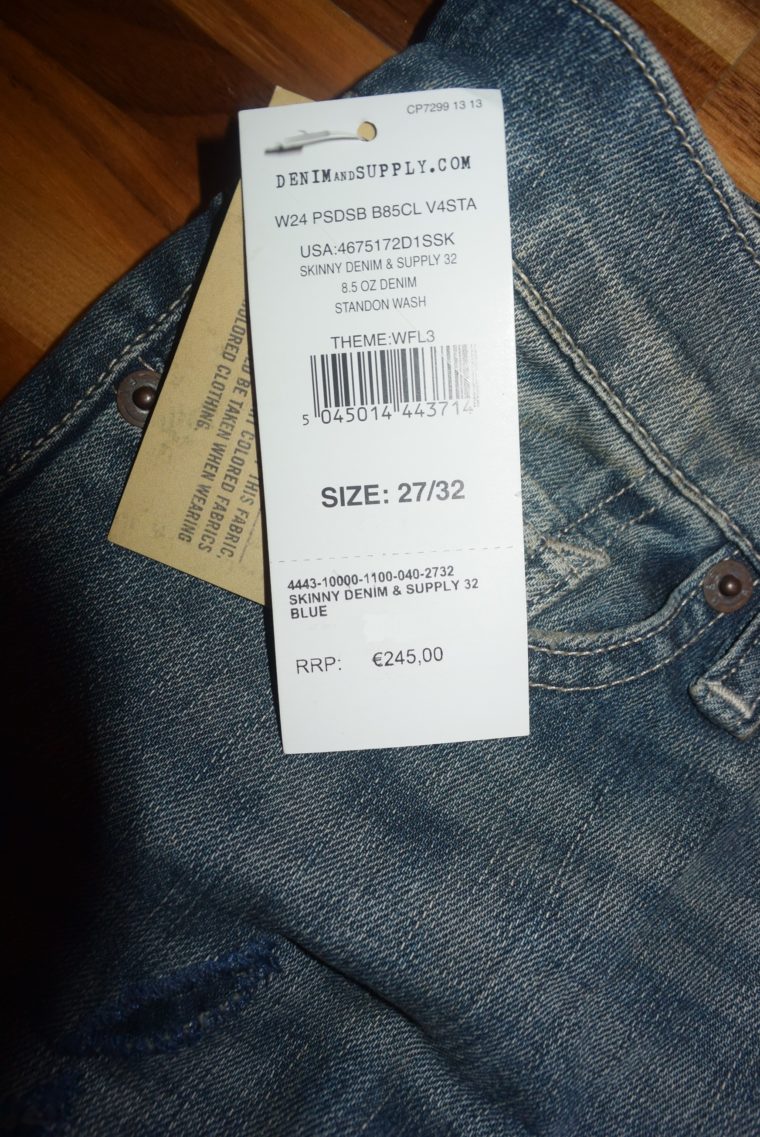 CP7299 13 13
DENIMANDSUPPLY.COM
W24 PSDSB B85CL V4STA
USA:4675172D1SSK
SKINNY DENIM & SUPPLY 32
8.5 OZ DENIM
STANDON WASH
THEME:WFL3
5 045014 443714
SIZE: 27/32
4443-10000-1100-040-2732
SKINNY DENIM & SUPPLY 32
BLUE
RRP: €245,00
THIS FABRIC,
COLORED FABRICS
BE TAKEN WHEN WEARING
COLORED CLOTHING.